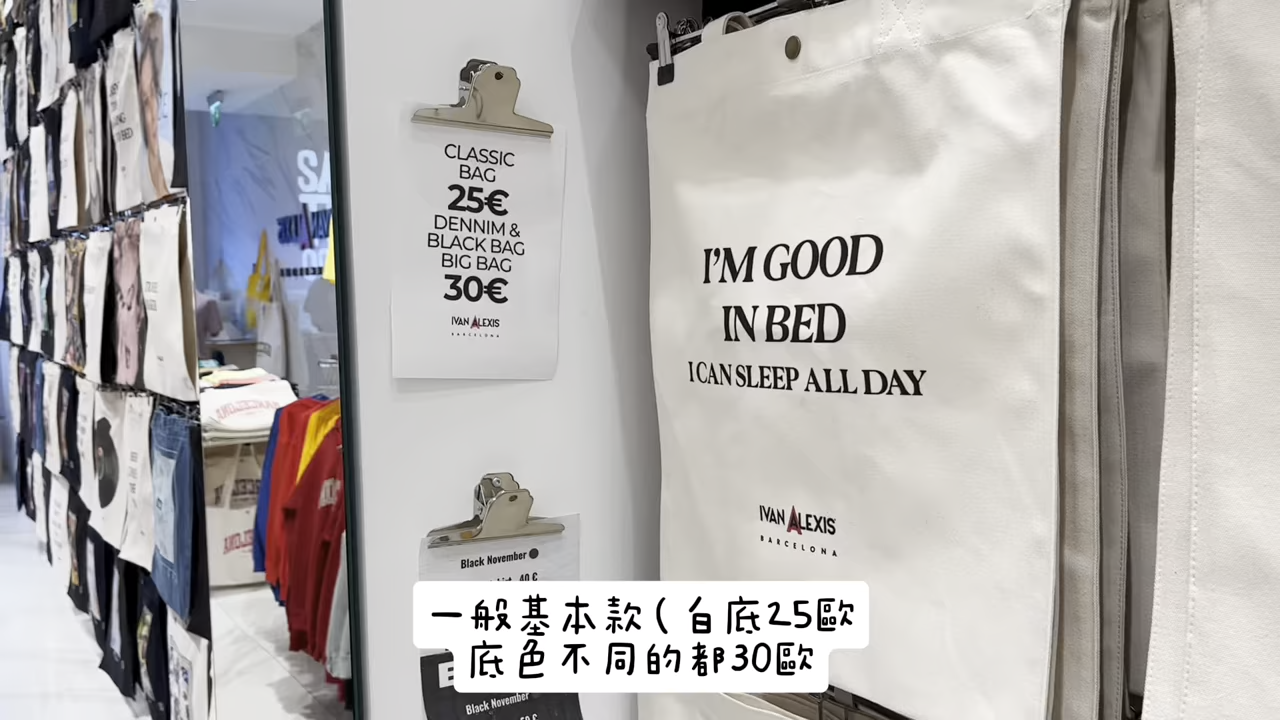 CLASSIC
BAG
25€
DENNIM &
BLACK BAG
BIG BAG
30€
IVAN ALEXIS
BARCELONA
Black November
40 €
I'M GOOD
IN BED
I CAN SLEEP ALL DAY
IVAN ALEXIS
BARCELONA
一般基本款(白底25歐
底色不同的都30歐
Black November